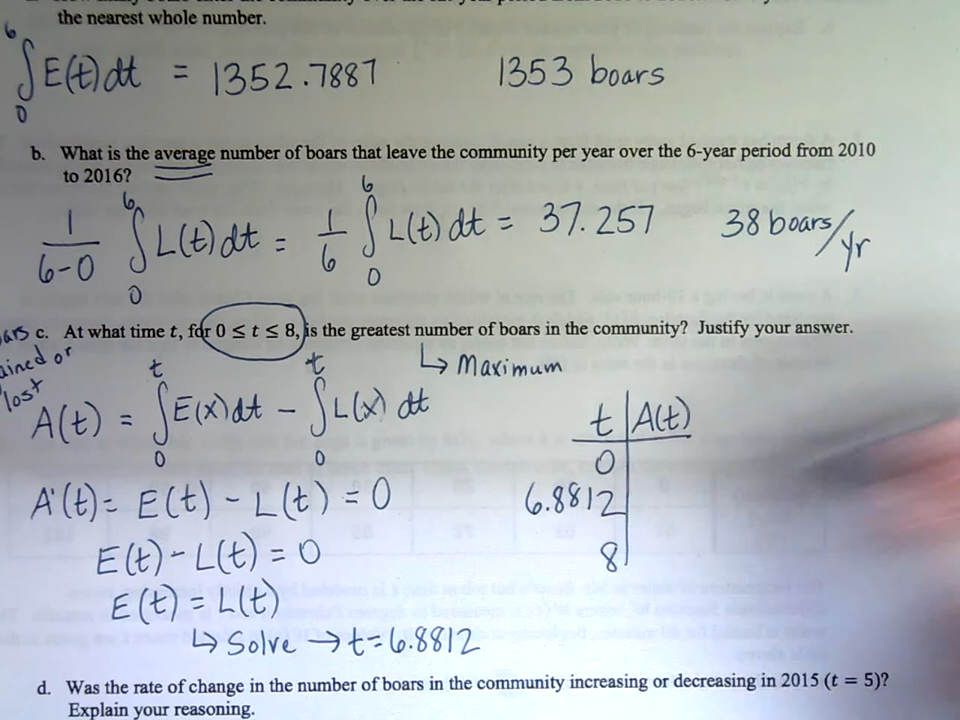 the nearest whole number.
∫₀⁶ E(t) dt = 1352.7887 1353 boars
b. What is the average number of boars that leave the community per year over the 6-year period from 2010
to 2016?
1/(6-0) ∫₀⁶ L(t) dt = 1/6 ∫₀⁶ L(t) dt = 37.257 38 boars/yr
c. At what time t, for 0 ≤ t ≤ 8, is the greatest number of boars in the community? Justify your answer.
↳ Maximum
ained or
lost
A(t) = ∫₀ᵗ E(x) dt - ∫₀ᵗ L(x) dt
t | A(t)
0
6.8812
8
A'(t) = E(t) - L(t) = 0
E(t) - L(t) = 0
E(t) = L(t)
↳ Solve → t = 6.8812
d. Was the rate of change in the number of boars in the community increasing or decreasing in 2015 (t = 5)?
Explain your reasoning.